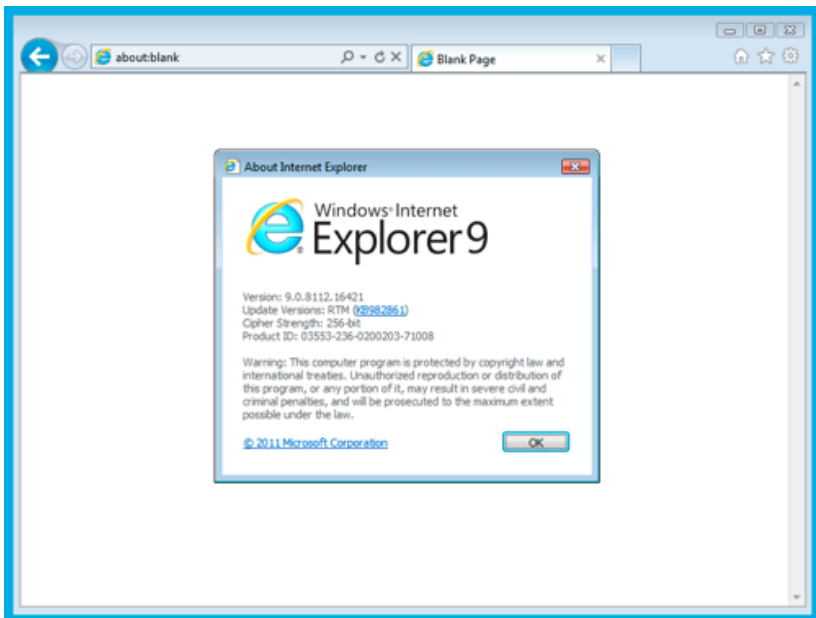 about:blank
Blank Page
About Internet Explorer
Windows® Internet
Explorer 9
Version: 9.0.8112.16421
Update Versions: RTM (KB982861)
Cipher Strength: 256-bit
Product ID: 03553-236-0200203-71008
Warning: This computer program is protected by copyright law and
international treaties. Unauthorized reproduction or distribution of
this program, or any portion of it, may result in severe civil and
criminal penalties, and will be prosecuted to the maximum extent
possible under the law.
© 2011 Microsoft Corporation
OK